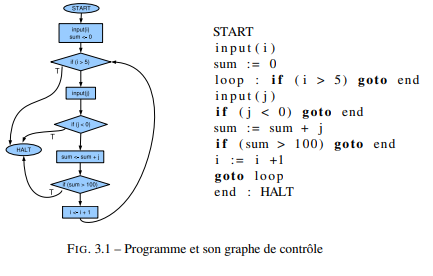 START
input(i)
sum <- 0
if (i > 5)
T
input(j)
if (j < 0)
T
HALT
sum <- sum + j
if (sum > 100)
T
i <- i + 1
START
input(i)
sum := 0
loop : if (i > 5) goto end
input(j)
if (j < 0) goto end
sum := sum + j
if (sum > 100) goto end
i := i +1
goto loop
end : HALT
FIG. 3.1 – Programme et son graphe de contrôle